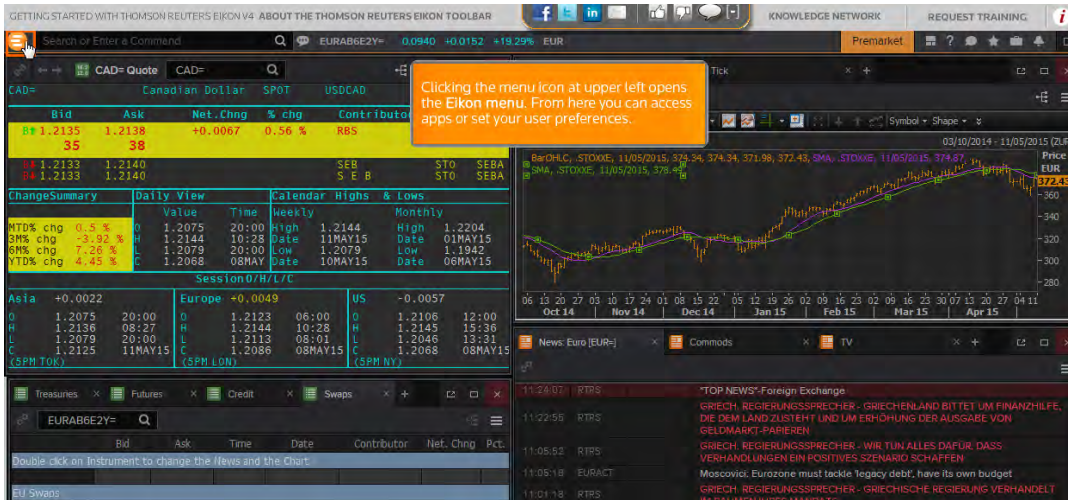 GETTING STARTED WITH THOMSON REUTERS EIKON V4 ABOUT THE THOMSON REUTERS EIKON TOOLBAR
KNOWLEDGE NETWORK REQUEST TRAINING
Search or Enter a Command EURAB6E2Y= 0.0940 +0.0152 +19.29% EUR Premarket
CAD= Quote CAD= Tick
Clicking the menu icon at upper left opens
the Eikon menu. From here you can access
apps or set your user preferences.
CAD= Canadian Dollar SPOT USDCAD
Bid Ask Net.Chng % chg
1.2135 1.2138 +0.0067 0.56 % RBS
35 38
1.2133 1.2140 SEB STO SEBA
1.2133 1.2140 S E B STO SEBA
ChangeSummary Daily View Calendar Highs & Lows
Value Time Weekly Monthly
MTD% chg 0.5 % O 1.2075 20:00 High 1.2144 High 1.2204
3M% chg -3.92 % H 1.2144 10:28 Date 11MAY15 Date 01MAY15
6M% chg 7.26 % L 1.2079 20:00 Low 1.2079 Low 1.1942
YTD% chg 4.45 % C 1.2068 08MAY Date 10MAY15 Date 06MAY15
Session O/H/L/C
Asia +0.0022 Europe +0.0049 US -0.0057
O 1.2075 20:00 O 1.2123 06:00 O 1.2106 12:00
H 1.2136 08:27 H 1.2144 10:28 H 1.2145 15:36
L 1.2079 20:00 L 1.2113 08:01 L 1.2046 13:31
C 1.2125 11MAY15 C 1.2086 08MAY15 C 1.2068 08MAY15
(5PM TOK) (5PM LON) (5PM NY)
Symbol Shape
03/10/2014 - 11/05/2015
BarOHLC, .STOXXE, 11/05/2015, 374.34, 374.34, 371.98, 372.43, SMA, .STOXXE, 11/05/2015, 374.87,
SMA, .STOXXE, 11/05/2015, 378.49
Price
EUR
372.43
360
340
320
300
280
06 13 20 27 03 10 17 24 01 08 15 22 05 12 19 26 02 09 16 23 02 09 16 23 30 07 13 20 27 04 11
Oct 14 Nov 14 Dec 14 Jan 15 Feb 15 Mar 15 Apr 15
Treasuries Futures Credit Swaps
EURAB6E2Y=
Bid Ask Time Date Contributor Net. Chng Pct.
Double click on Instrument to change the News and the Chart
EU Swaps
News: Euro [EUR=] Commods TV
11:24:07 RTRS "TOP NEWS"-Foreign Exchange
11:22:55 RTRS GRIECH. REGIERUNGSSPRECHER - GRIECHENLAND BITTET UM FINANZHILFE,
DIE DEM LAND ZUSTEHT UND UM ERHÖHUNG DER AUSGABE VON
GELDMARKT-PAPIEREN
11:05:52 RTRS GRIECH. REGIERUNGSSPRECHER - WIR TUN ALLES DAFÜR, DASS
VERHANDLUNGEN EIN POSITIVES SZENARIO SCHAFFEN
11:05:18 EURACT Moscovici: Eurozone must tackle 'legacy debt', have its own budget
11:01:18 RTRS GRIECH. REGIERUNGSSPRECHER - GRIECHISCHE REGIERUNG VERHANDELT